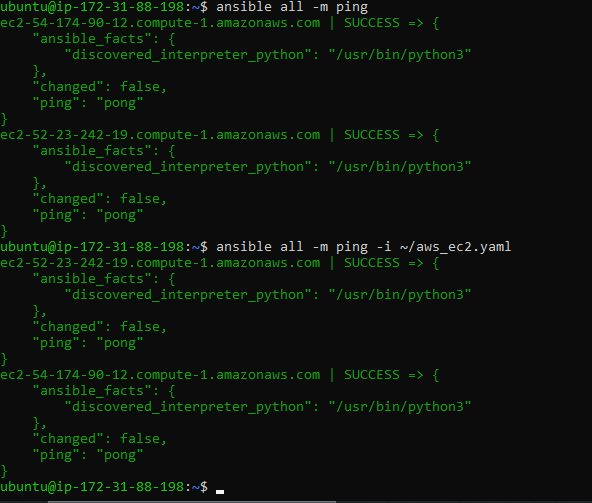 ubuntu@ip-172-31-88-198:~$ ansible all -m ping
ec2-54-174-90-12.compute-1.amazonaws.com | SUCCESS => {
    "ansible_facts": {
        "discovered_interpreter_python": "/usr/bin/python3"
    },
    "changed": false,
    "ping": "pong"
}
ec2-52-23-242-19.compute-1.amazonaws.com | SUCCESS => {
    "ansible_facts": {
        "discovered_interpreter_python": "/usr/bin/python3"
    },
    "changed": false,
    "ping": "pong"
}
ubuntu@ip-172-31-88-198:~$ ansible all -m ping -i ~/aws_ec2.yaml
ec2-52-23-242-19.compute-1.amazonaws.com | SUCCESS => {
    "ansible_facts": {
        "discovered_interpreter_python": "/usr/bin/python3"
    },
    "changed": false,
    "ping": "pong"
}
ec2-54-174-90-12.compute-1.amazonaws.com | SUCCESS => {
    "ansible_facts": {
        "discovered_interpreter_python": "/usr/bin/python3"
    },
    "changed": false,
    "ping": "pong"
}
ubuntu@ip-172-31-88-198:~$